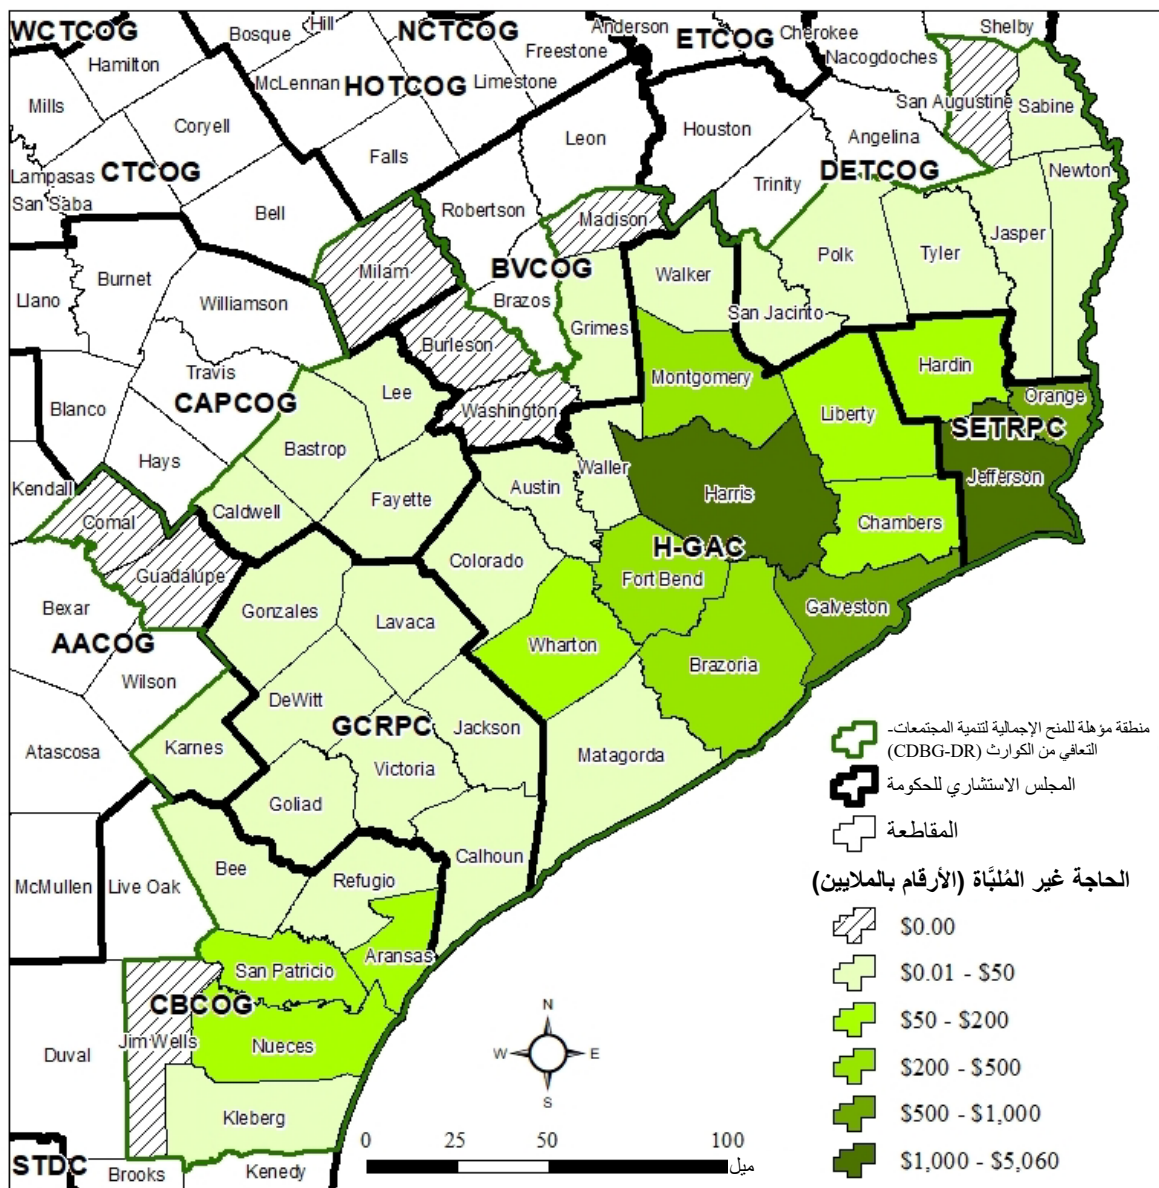 WCTCOG
Bosque
Hill
NCTCOG
Anderson
ETCOG
Cherokee
Shelby
Hamilton
Freestone
Nacogdoches
McLennan
HOTCOG
Limestone
Mills
San Augustine
Sabine
Coryell
Leon
Houston
Angelina
Falls
Lampasas
CTCOG
DETCOG
Newton
San Saba
Bell
Robertson
Trinity
Madison
Jasper
Burnet
Milam
BVCOG
Walker
Polk
Tyler
Llano
Williamson
Brazos
San Jacinto
Grimes
Burleson
Travis
Montgomery
Hardin
Lee
Blanco
CAPCOG
Washington
Liberty
Orange
SETRPC
Bastrop
Hays
Waller
Jefferson
Kendall
Austin
Harris
Fayette
Caldwell
Comal
Chambers
H-GAC
Colorado
Guadalupe
Fort Bend
Bexar
Gonzales
Galveston
Lavaca
AACOG
Wharton
Brazoria
Wilson
DeWitt
GCRPC
Jackson
Atascosa
Karnes
Matagorda
Victoria
Goliad
Calhoun
Bee
Refugio
McMullen
Live Oak
Aransas
San Patricio
CBCOG
Duval
Jim Wells
Nueces
Kleberg
STDC
Brooks
Kenedy
منطقة مؤهلة للمنح الإجمالية لتنمية المجتمعات-
التعافي من الكوارث (CDBG-DR)
المجلس الاستشاري للحكومة
المقاطعة
الحاجة غير المُلبَّاة (الأرقام بالملايين)
$0.00
$0.01 - $50
$50 - $200
$200 - $500
$500 - $1,000
$1,000 - $5,060
N
W E
S
0 25 50 100
ميل